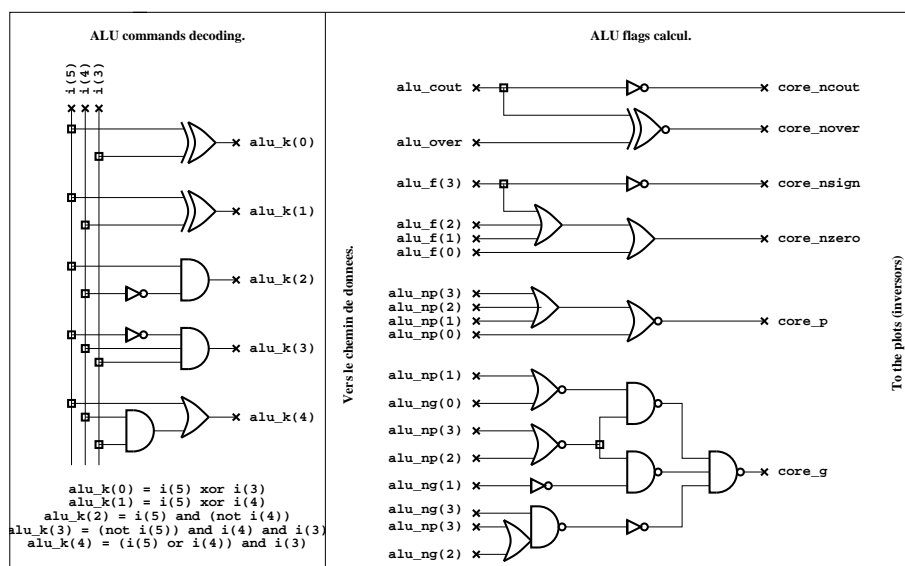 ALU commands decoding.
i(5)
i(4)
i(3)
alu_k(0)
alu_k(1)
alu_k(2)
alu_k(3)
alu_k(4)
alu_k(0) = i(5) xor i(3)
alu_k(1) = i(5) xor i(4)
alu_k(2) = i(5) and (not i(4))
alu_k(3) = (not i(5)) and i(4) and i(3)
alu_k(4) = (i(5) or i(4)) and i(3)
Vers le chemin de donnees.
ALU flags calcul.
alu_cout
core_ncout
core_nover
alu_over
alu_f(3)
core_nsign
alu_f(2)
alu_f(1)
core_nzero
alu_f(0)
alu_np(3)
alu_np(2)
alu_np(1)
core_p
alu_np(0)
alu_np(1)
alu_ng(0)
alu_np(3)
alu_np(2)
core_g
alu_ng(1)
alu_ng(3)
alu_np(3)
alu_ng(2)
To the plots (inversors)